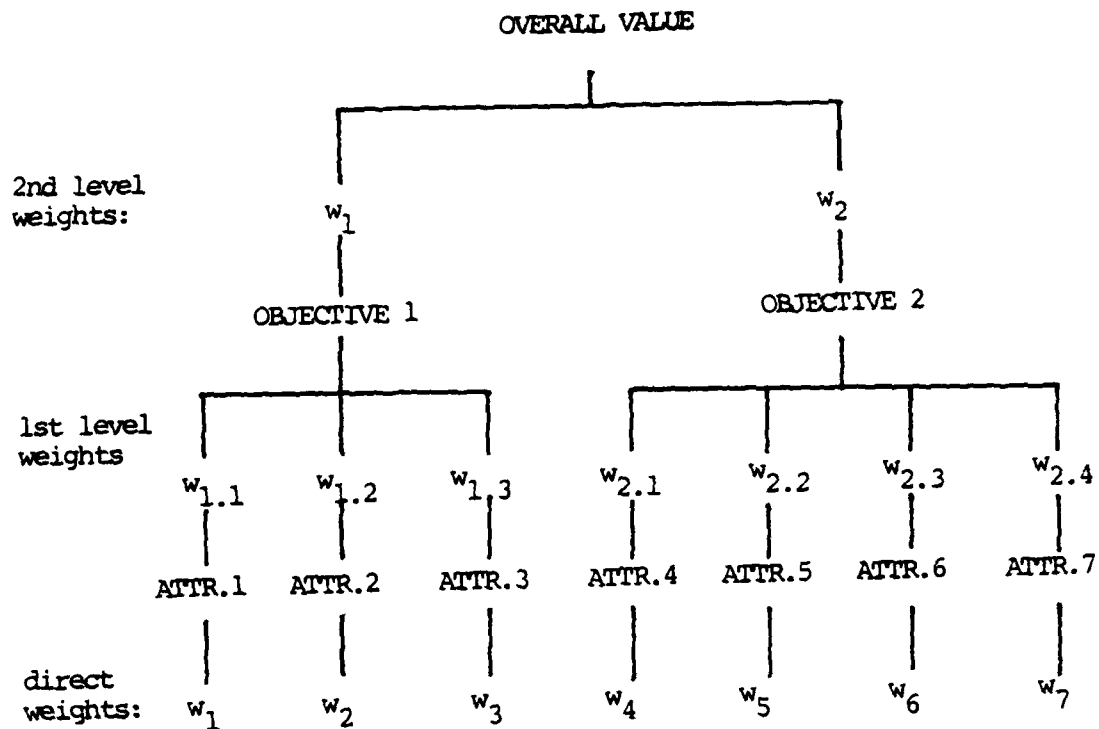 OVERALL VALUE
2nd level
weights:
w₁ w₂
OBJECTIVE 1 OBJECTIVE 2
1st level
weights
w₁.₁ w₁.₂ w₁.₃ w₂.₁ w₂.₂ w₂.₃ w₂.₄
ATTR.1 ATTR.2 ATTR.3 ATTR.4 ATTR.5 ATTR.6 ATTR.7
direct
weights: w₁ w₂ w₃ w₄ w₅ w₆ w₇